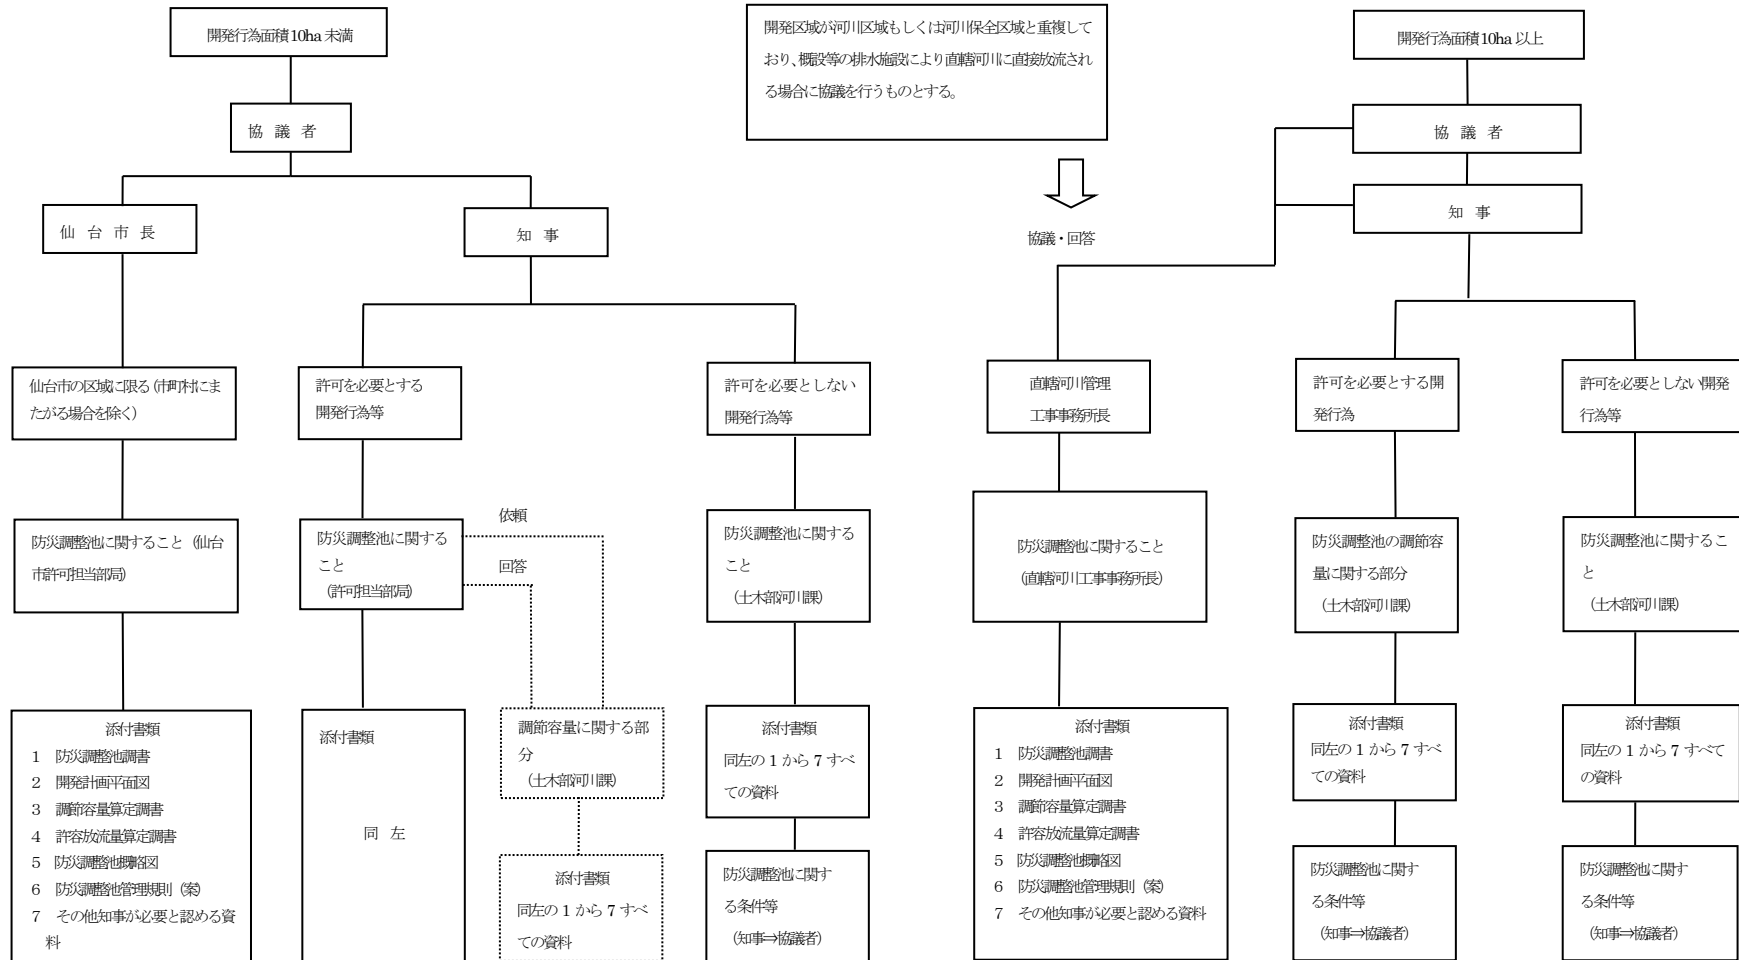 開発行為面積10ha 未満
協　議　者
仙　台　市　長
知　事
仙台市の区域に限る（市町村にま
たがる場合を除く）
許可を必要とする
開発行為等
許可を必要としない
開発行為等
防災調整池に関すること（仙台
市許可担当部局）
防災調整池に関する
こと
（許可担当部局）
依頼
回答
防災調整池に関する
こと
（土木部河川課）
添付書類
1　防災調整池調書
2　開発計画平面図
3　調節容量算定調書
4　許容放流量算定調書
5　防災調整池概略図
6　防災調整池管理規則（案）
7　その他知事が必要と認める資
料
添付書類
同　左
調節容量に関する部
分
（土木部河川課）
添付書類
同左の 1 から 7 すべ
ての資料
添付書類
同左の 1 から 7 すべ
ての資料
防災調整池に関す
る条件等
（知事⇒協議者）
開発区域が河川区域もしくは河川保全区域と重複して
おり、概設等の排水施設により直轄河川に直接放流され
る場合に協議を行うものとする。
協議・回答
開発行為面積10ha 以上
協　議　者
知　事
直轄河川管理
工事事務所長
許可を必要とする開
発行為
許可を必要としない開発
行為等
防災調整池に関すること
（直轄河川工事事務所長）
防災調整池の調節容
量に関する部分
（土木部河川課）
防災調整池に関するこ
と
（土木部河川課）
添付書類
1　防災調整池調書
2　開発計画平面図
3　調節容量算定調書
4　許容放流量算定調書
5　防災調整池概略図
6　防災調整池管理規則（案）
7　その他知事が必要と認める資料
添付書類
同左の 1 から 7 すべ
ての資料
添付書類
同左の 1 から 7 すべて
の資料
防災調整池に関す
る条件等
（知事⇒協議者）
防災調整池に関す
る条件等
（知事⇒協議者）